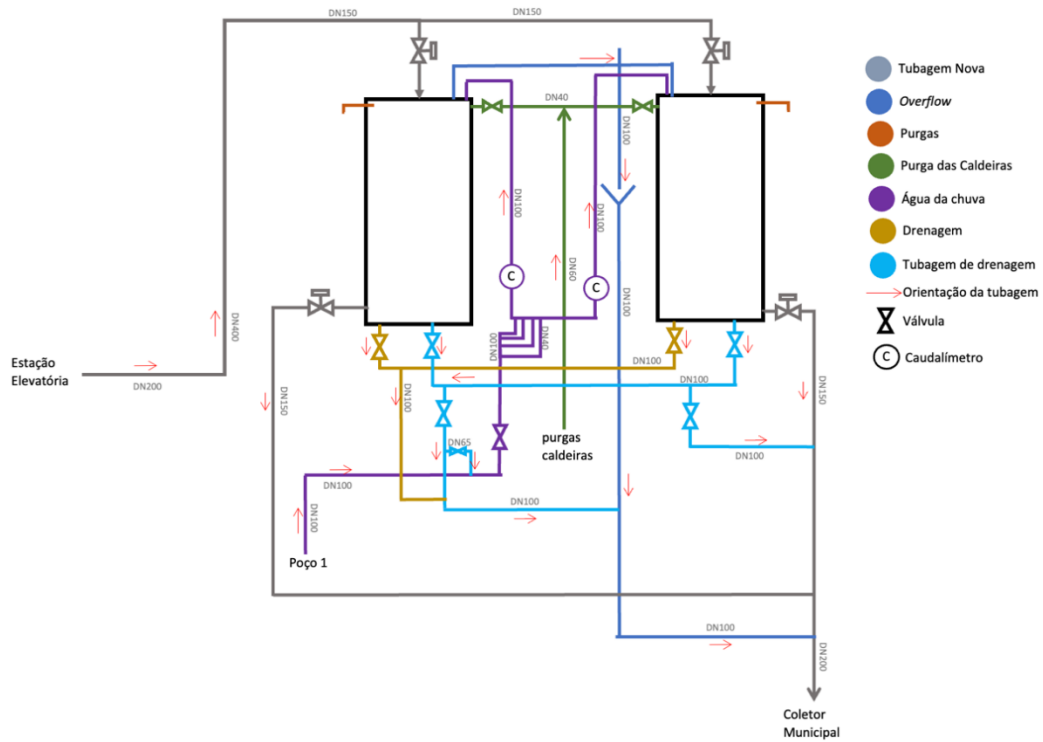 DN150
DN150
DN40
DN100
DN100
DN100
DN60
C
C
DN100
DN100
DN40
DN400
Estação
Elevatória
DN200
DN100
DN100
DN150
DN100
DN150
DN65
purgas
caldeiras
DN100
DN100
DN100
DN100
Poço 1
DN100
DN200
Coletor
Municipal
Tubagem Nova
Overflow
Purgas
Purga das Caldeiras
Água da chuva
Drenagem
Tubagem de drenagem
Orientação da tubagem
Válvula
C
Caudalímetro